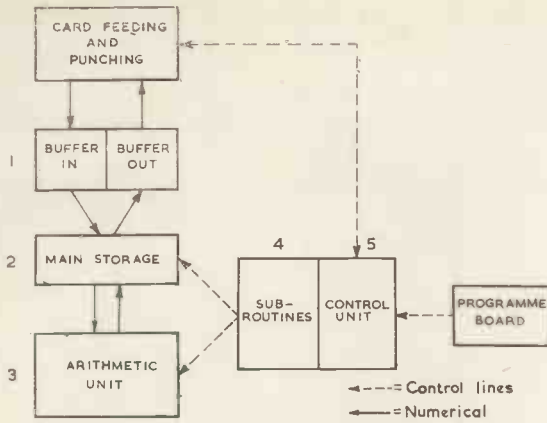 CARD FEEDING
AND
PUNCHING
1
BUFFER
IN
BUFFER
OUT
2
MAIN STORAGE
4
5
SUB-
ROUTINES
CONTROL
UNIT
PROGRAMME
BOARD
3
ARITHMETIC
UNIT
= Control lines
= Numerical